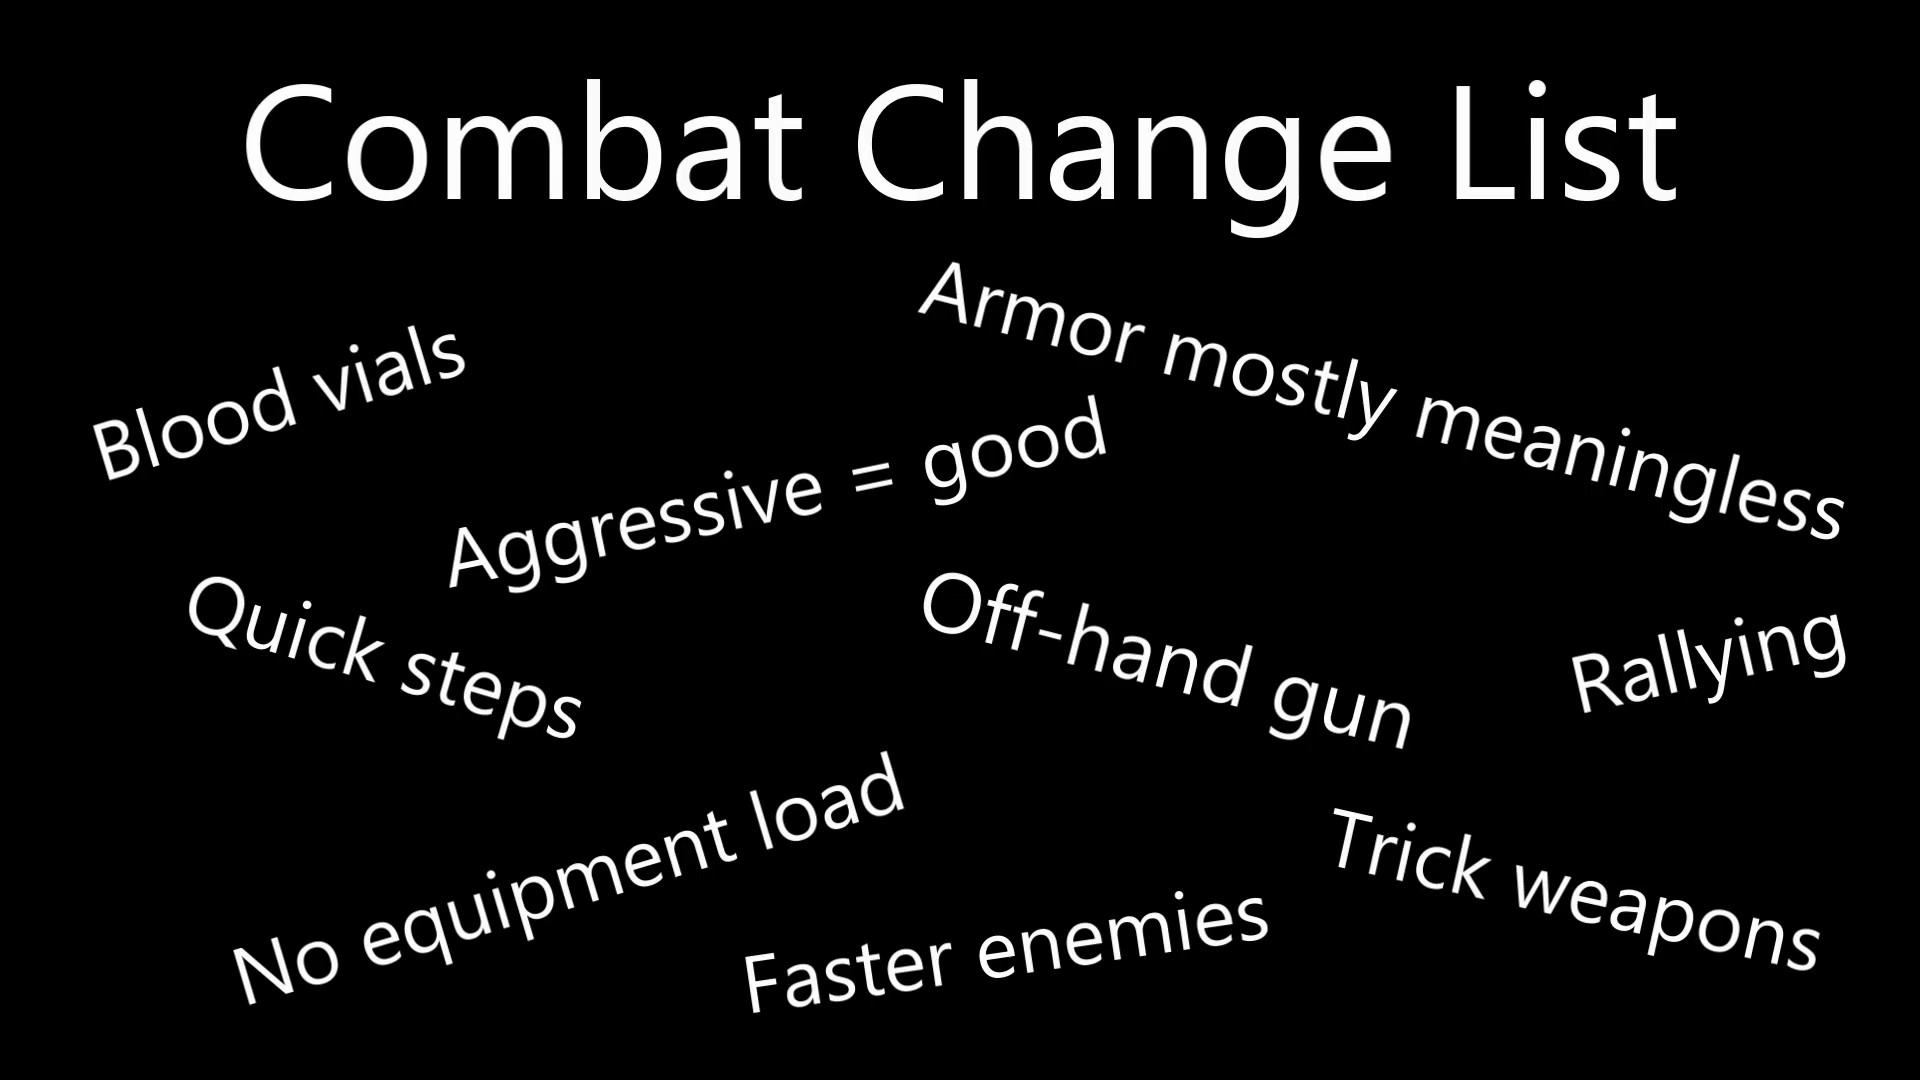 Combat Change List
Armor mostly meaningless
Blood vials
Aggressive = good
Quick steps
Off-hand gun
Rallying
No equipment load
Trick weapons
Faster enemies